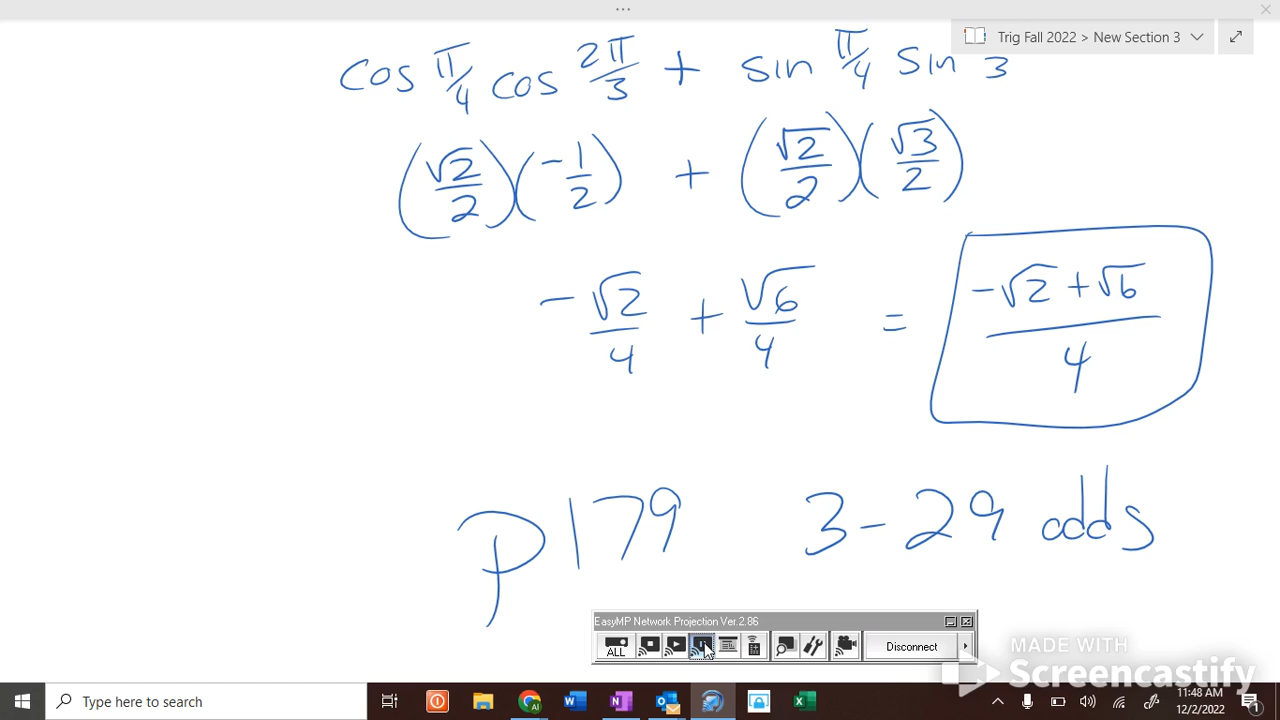 Trig Fall 2022 > New Section 3
cos π/4 cos 2π/3 + sin π/4 sin 3
(√2/2)(-1/2) + (√2/2)(√3/2)
-√2/4 + √6/4 = (-√2+√6)/4
p179 3-29 odds
EasyMP Network Projection Ver.2.86
ALL
Disconnect
MADE WITH
Screencastify
Type here to search
11:48 AM
12/2/2022